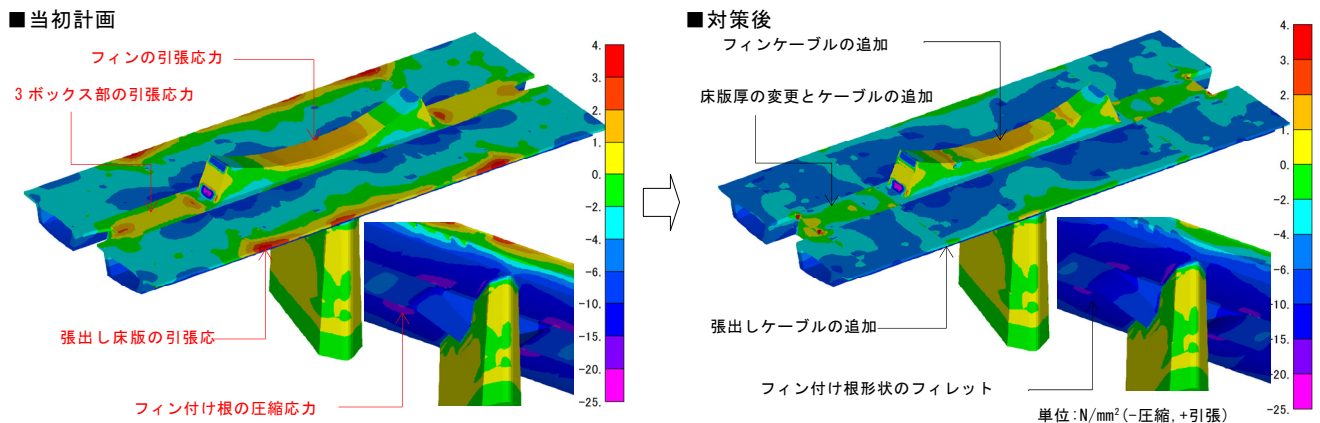 ■当初計画
フィンの引張応力
3 ボックス部の引張応力
張出し床版の引張応
フィン付け根の圧縮応力
4.
3.
2.
1.
0.
-2.
-4.
-6.
-10.
-15.
-20.
-25.
■対策後
フィンケーブルの追加
床版厚の変更とケーブルの追加
張出しケーブルの追加
フィン付け根形状のフィレット
4.
3.
2.
1.
0.
-2.
-4.
-6.
-10.
-15.
-20.
-25.
単位:N/mm²(-圧縮,+引張)